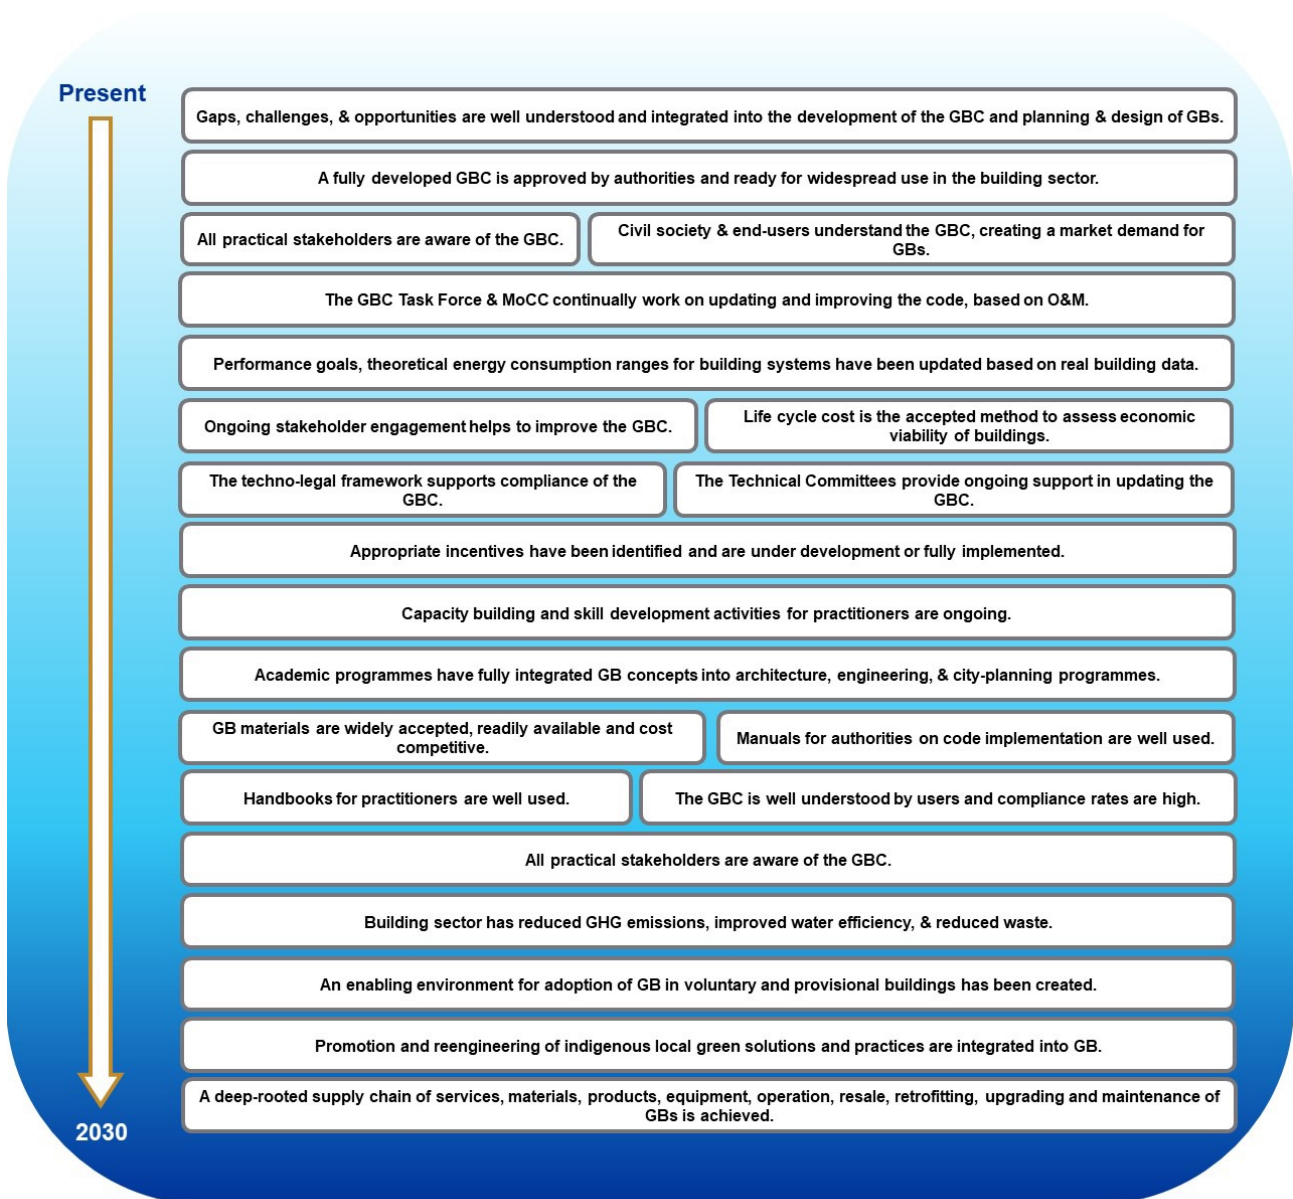 Present
Gaps, challenges, & opportunities are well understood and integrated into the development of the GBC and planning & design of GBs.
A fully developed GBC is approved by authorities and ready for widespread use in the building sector.
All practical stakeholders are aware of the GBC.
Civil society & end-users understand the GBC, creating a market demand for
GBs.
The GBC Task Force & MoCC continually work on updating and improving the code, based on O&M.
Performance goals, theoretical energy consumption ranges for building systems have been updated based on real building data.
Ongoing stakeholder engagement helps to improve the GBC.
Life cycle cost is the accepted method to assess economic
viability of buildings.
The techno-legal framework supports compliance of the
GBC.
The Technical Committees provide ongoing support in updating the
GBC.
Appropriate incentives have been identified and are under development or fully implemented.
Capacity building and skill development activities for practitioners are ongoing.
Academic programmes have fully integrated GB concepts into architecture, engineering, & city-planning programmes.
GB materials are widely accepted, readily available and cost
competitive.
Manuals for authorities on code implementation are well used.
Handbooks for practitioners are well used.
The GBC is well understood by users and compliance rates are high.
All practical stakeholders are aware of the GBC.
Building sector has reduced GHG emissions, improved water efficiency, & reduced waste.
An enabling environment for adoption of GB in voluntary and provisional buildings has been created.
Promotion and reengineering of indigenous local green solutions and practices are integrated into GB.
A deep-rooted supply chain of services, materials, products, equipment, operation, resale, retrofitting, upgrading and maintenance of
GBs is achieved.
2030